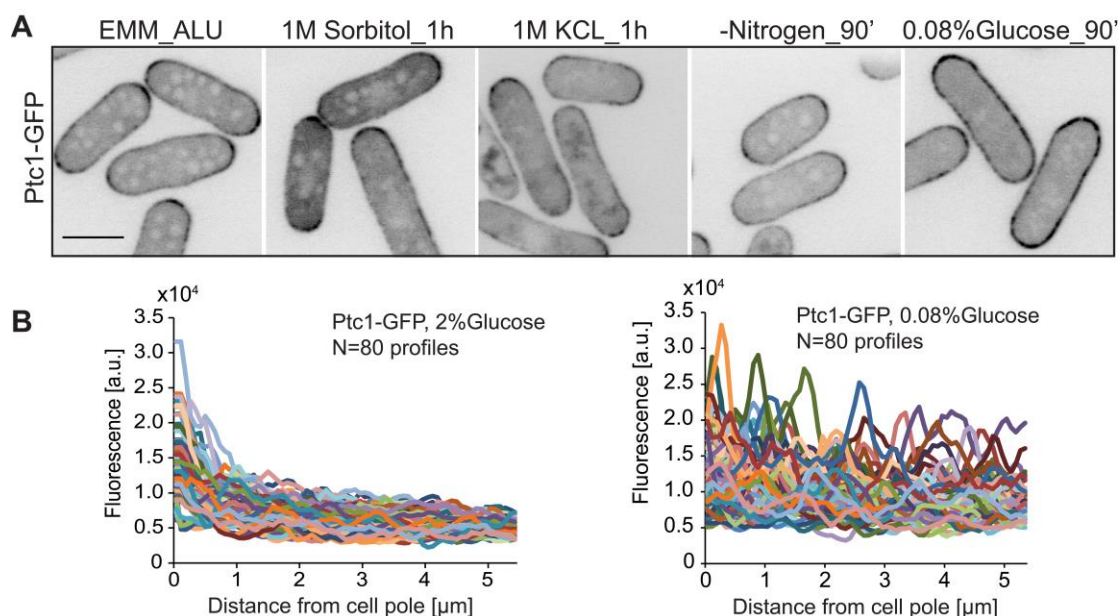 A
EMM_ALU 1M Sorbitol_1h 1M KCL_1h -Nitrogen_90' 0.08%Glucose_90'
Ptc1-GFP
B
x10⁴
3.5
3.0
2.5
2.0
1.5
1.0
0.5
0
Fluorescence [a.u.]
Ptc1-GFP, 2%Glucose
N=80 profiles
0 1 2 3 4 5
Distance from cell pole [μm]
x10⁴
3.5
3.0
2.5
2.0
1.5
1.0
0.5
0
Fluorescence [a.u.]
Ptc1-GFP, 0.08%Glucose
N=80 profiles
0 1 2 3 4 5
Distance from cell pole [μm]